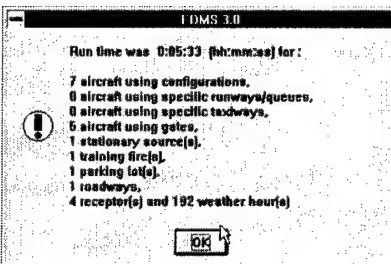 EDMS 3.0
Run time was 0:05:33 (hh:mm:ss) for :
7 aircraft using configurations,
0 aircraft using specific runways/queues,
0 aircraft using specific taxiways,
5 aircraft using gates,
1 stationary source(s),
1 training fire(s),
1 parking lot(s),
1 roadways,
4 receptor(s) and 192 weather hour(s)
OK